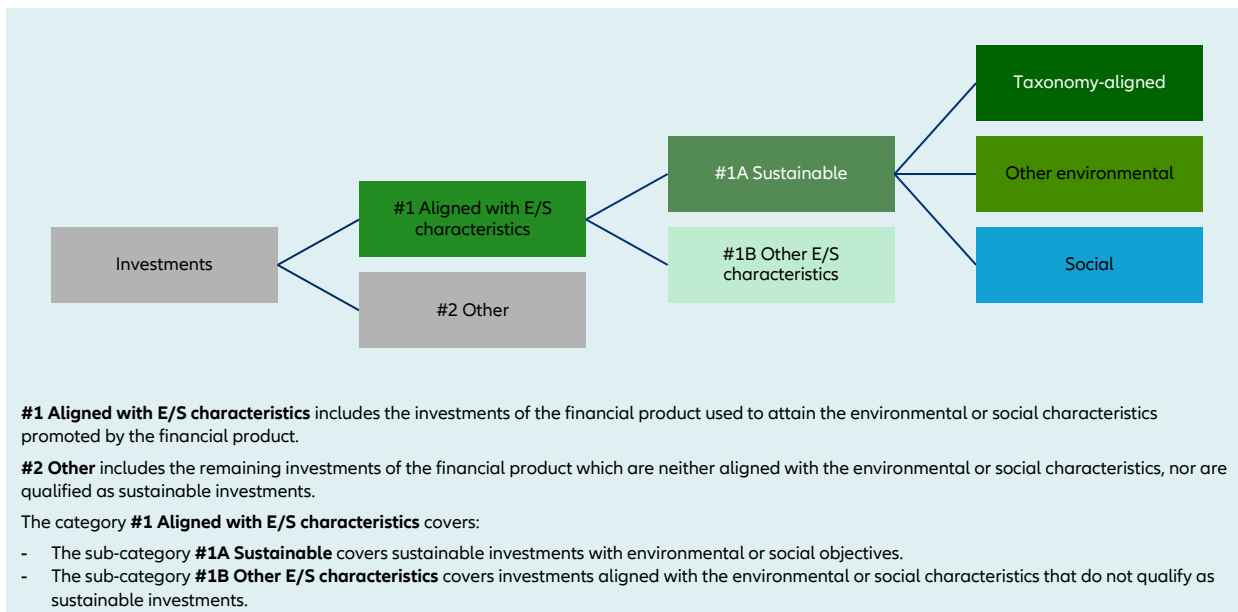 Taxonomy-aligned
#1A Sustainable
Other environmental
#1 Aligned with E/S
characteristics
Investments
#1B Other E/S
characteristics
Social
#2 Other
#1 Aligned with E/S characteristics includes the investments of the financial product used to attain the environmental or social characteristics
promoted by the financial product.
#2 Other includes the remaining investments of the financial product which are neither aligned with the environmental or social characteristics, nor are
qualified as sustainable investments.
The category #1 Aligned with E/S characteristics covers:
- The sub-category #1A Sustainable covers sustainable investments with environmental or social objectives.
- The sub-category #1B Other E/S characteristics covers investments aligned with the environmental or social characteristics that do not qualify as
sustainable investments.